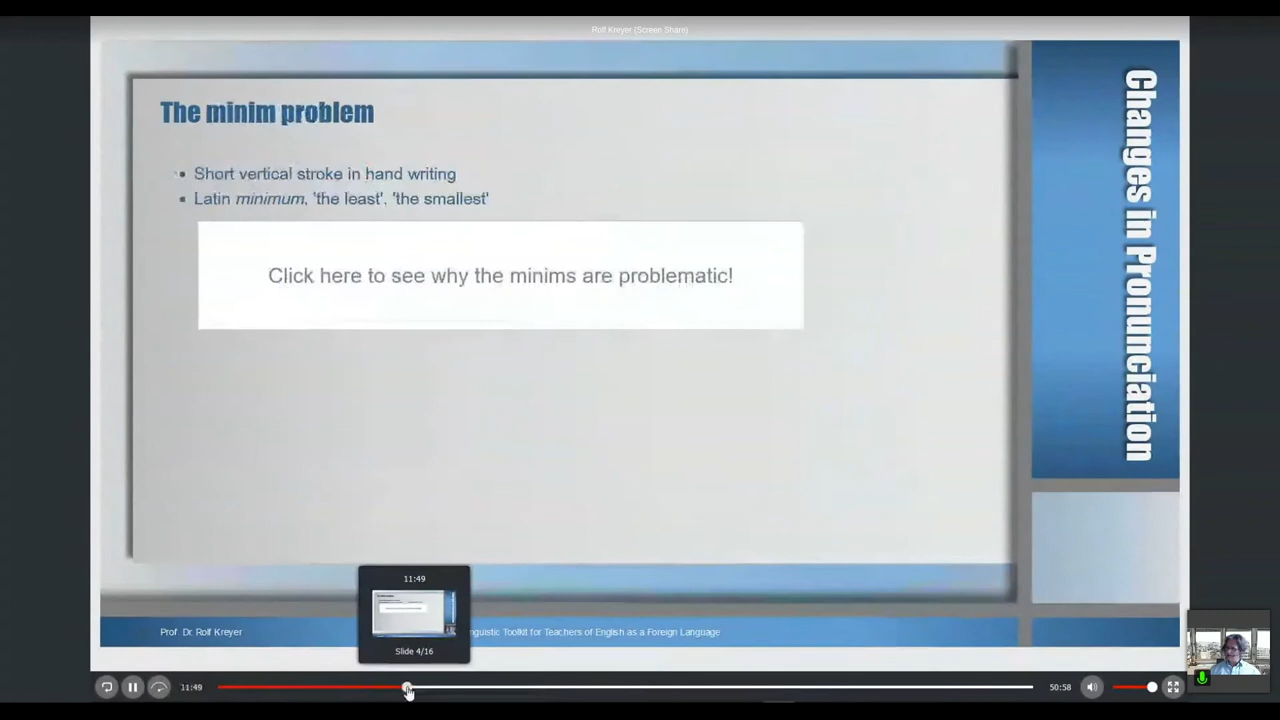 Rolf Kreyer (Screen Share)
The minim problem
Short vertical stroke in hand writing
Latin minimum, 'the least', 'the smallest'
Click here to see why the minims are problematic!
Changes in Pronunciation
11:49
Slide 4/16
Prof. Dr. Rolf Kreyer
Toolkit for Teachers of English as a Foreign Language
11:49
50:58